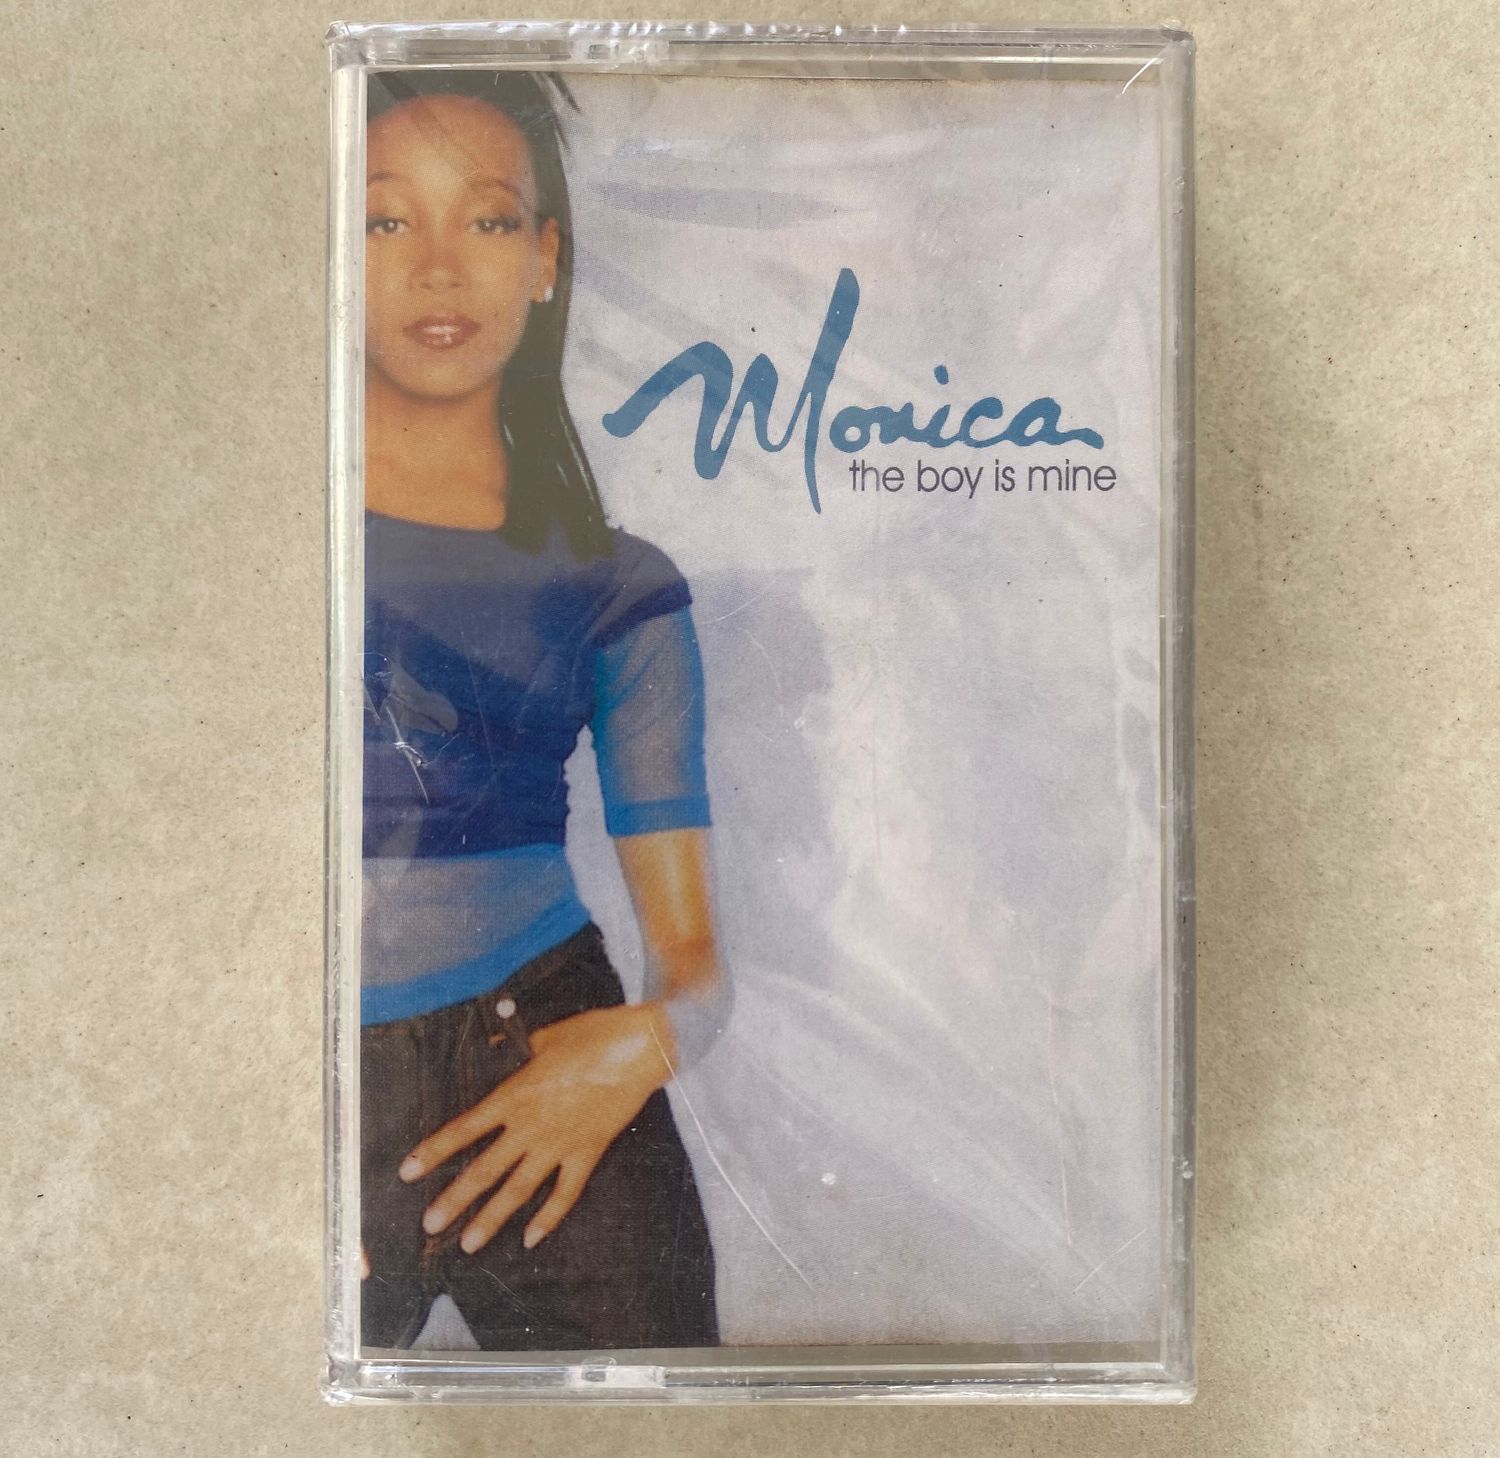 Monica
the boy is mine